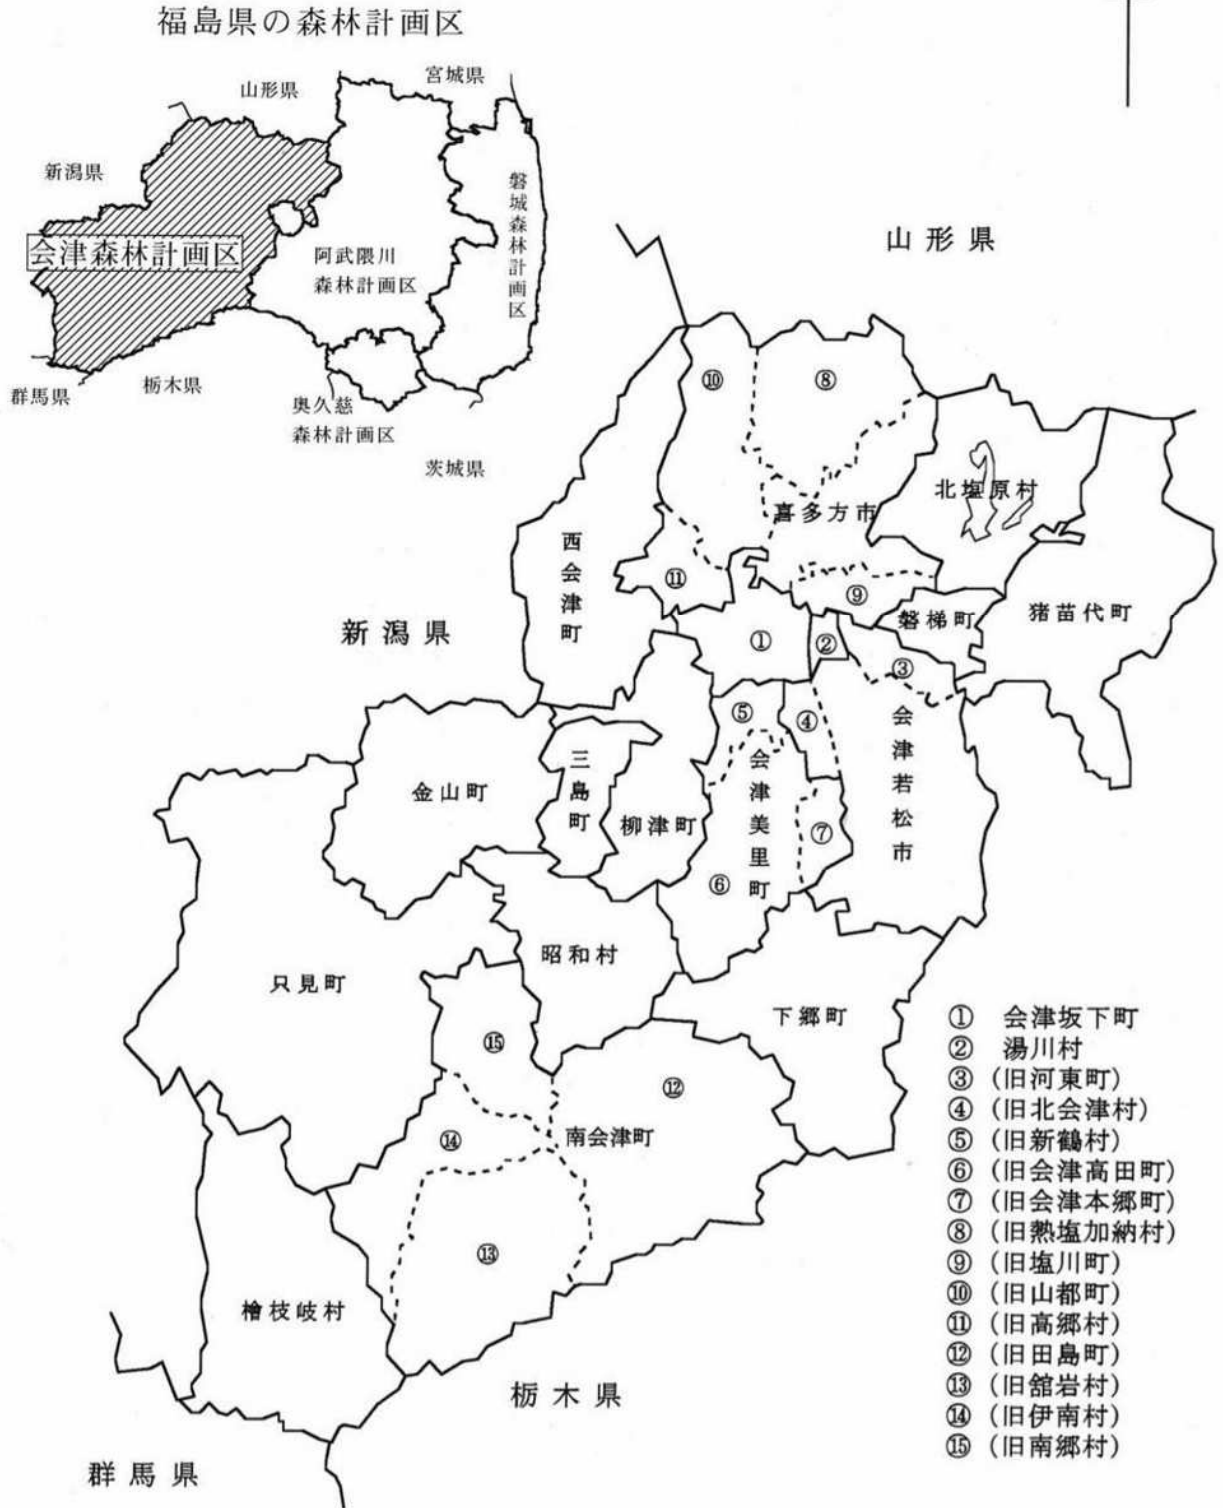 福島県の森林計画区
山形県
宮城県
新潟県
会津森林計画区
阿武隈川
森林計画区
磐城森林計画区
群馬県
栃木県
奥久慈
森林計画区
茨城県
山形県
⑩
⑧
北塩原村
喜多方市
西会津町
⑪
⑨
磐梯町
猪苗代町
新潟県
①
②
③
⑤
④
会津若松市
金山町
三島町
柳津町
会津美里町
⑦
⑥
昭和村
只見町
下郷町
⑮
⑫
⑭
南会津町
⑬
檜枝岐村
栃木県
群馬県
① 会津坂下町
② 湯川村
③ (旧河東町)
④ (旧北会津村)
⑤ (旧新鶴村)
⑥ (旧会津高田町)
⑦ (旧会津本郷町)
⑧ (旧熱塩加納村)
⑨ (旧塩川町)
⑩ (旧山都町)
⑪ (旧高郷村)
⑫ (旧田島町)
⑬ (旧舘岩村)
⑭ (旧伊南村)
⑮ (旧南郷村)